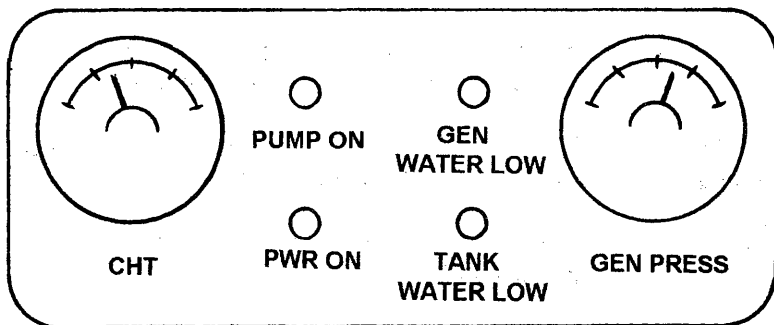 PUMP ON
GEN
WATER LOW
CHT
PWR ON
TANK
WATER LOW
GEN PRESS